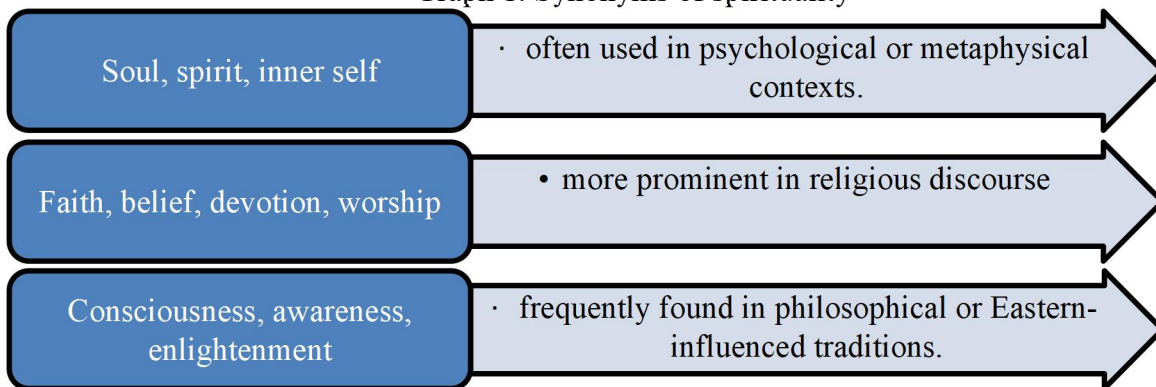 Soul, spirit, inner self
· often used in psychological or metaphysical
contexts.
Faith, belief, devotion, worship
• more prominent in religious discourse
Consciousness, awareness,
enlightenment
· frequently found in philosophical or Eastern-
influenced traditions.